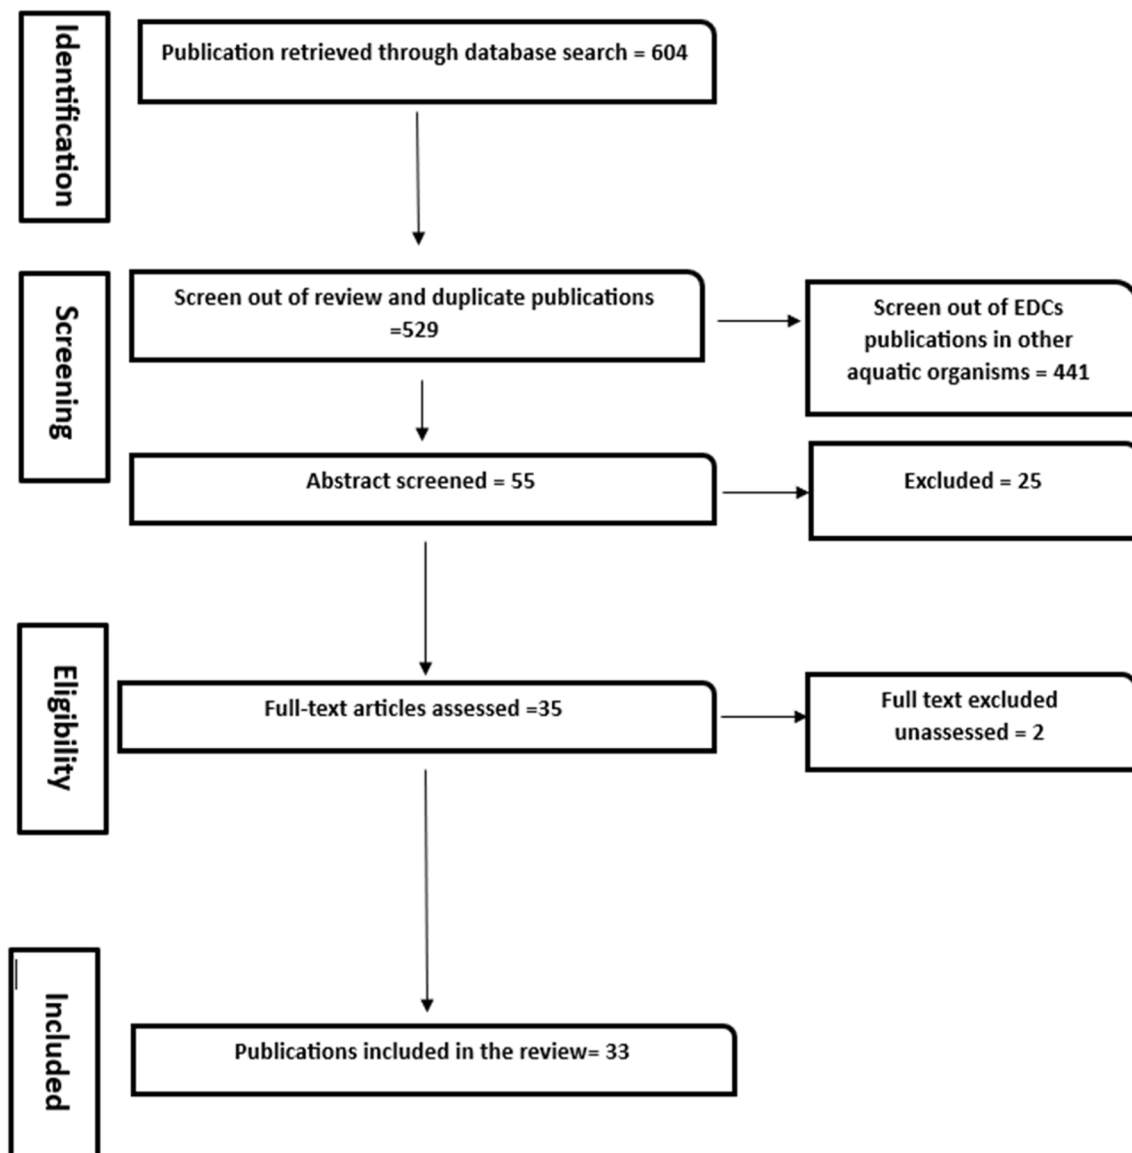 Identification
Publication retrieved through database search = 604
Screening
Screen out of review and duplicate publications
=529
Screen out of EDCs
publications in other
aquatic organisms = 441
Abstract screened = 55
Excluded = 25
Eligibility
Full-text articles assessed =35
Full text excluded
unassessed = 2
Included
Publications included in the review= 33